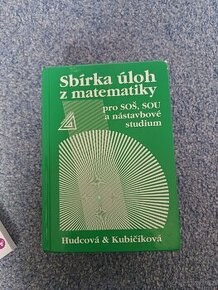 Sbírka úloh
z matematiky
pro SOŠ, SOU
a nástavbové
studium
Hudcová & Kubičíková